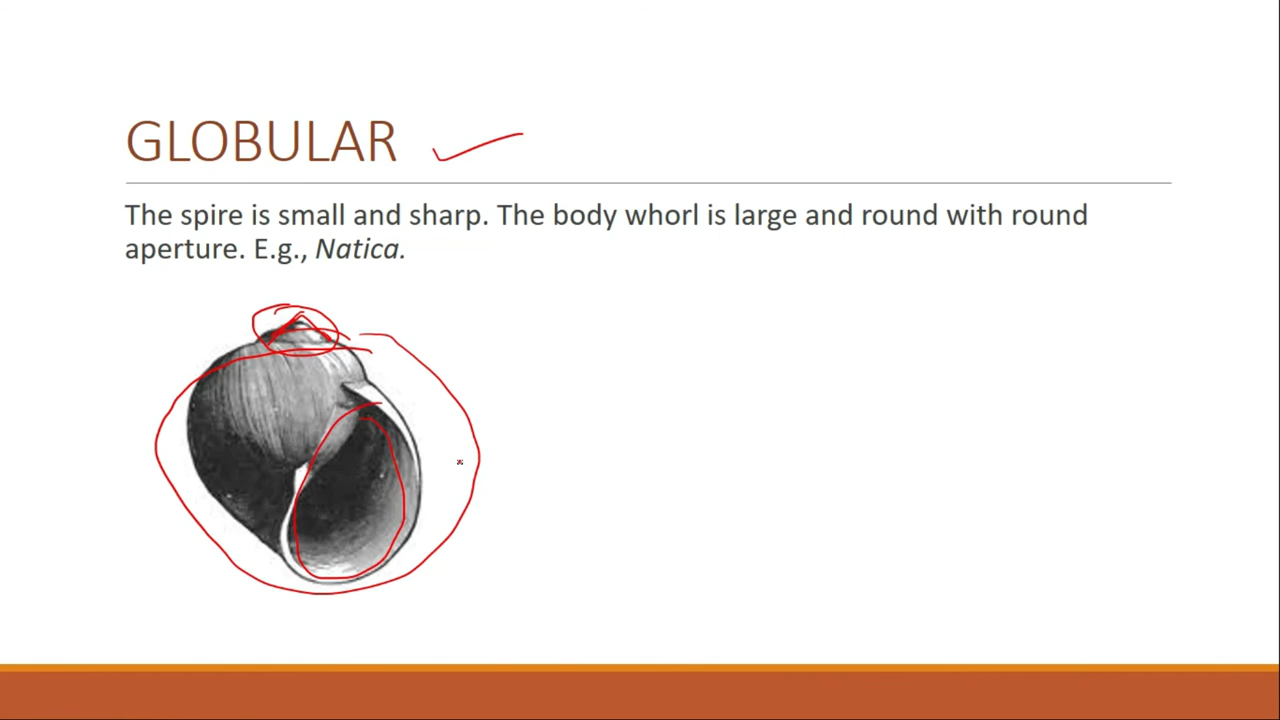 GLOBULAR
The spire is small and sharp. The body whorl is large and round with round
aperture. E.g., Natica.